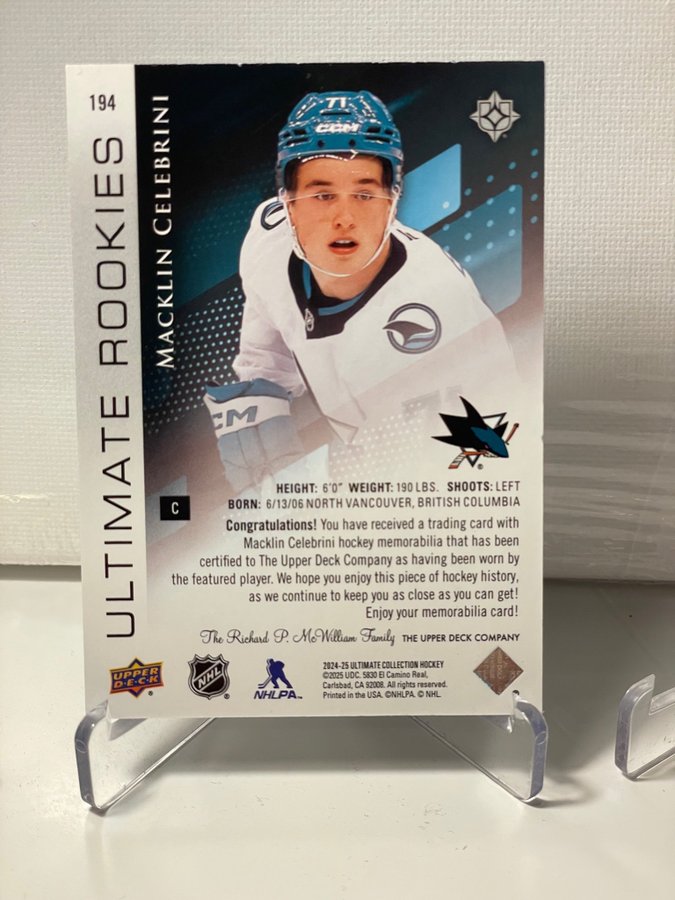 194
ULTIMATE ROOKIES
MACKLIN CELEBRINI
71
CCM
CCM
C
HEIGHT: 6'0" WEIGHT: 190 LBS. SHOOTS: LEFT
BORN: 6/13/06 NORTH VANCOUVER, BRITISH COLUMBIA
Congratulations! You have received a trading card with
Macklin Celebrini hockey memorabilia that has been
certified to The Upper Deck Company as having been worn by
the featured player. We hope you enjoy this piece of hockey history,
as we continue to keep you as close as you can get!
Enjoy your memorabilia card!
The Richard P. McWilliam Family THE UPPER DECK COMPANY
UPPER
D·E·C·K
NHL
NHLPA
2024-25 ULTIMATE COLLECTION HOCKEY
©2025 UDC. 5830 El Camino Real,
Carlsbad, CA 92008. All rights reserved.
Printed in the USA. ©NHLPA. © NHL.